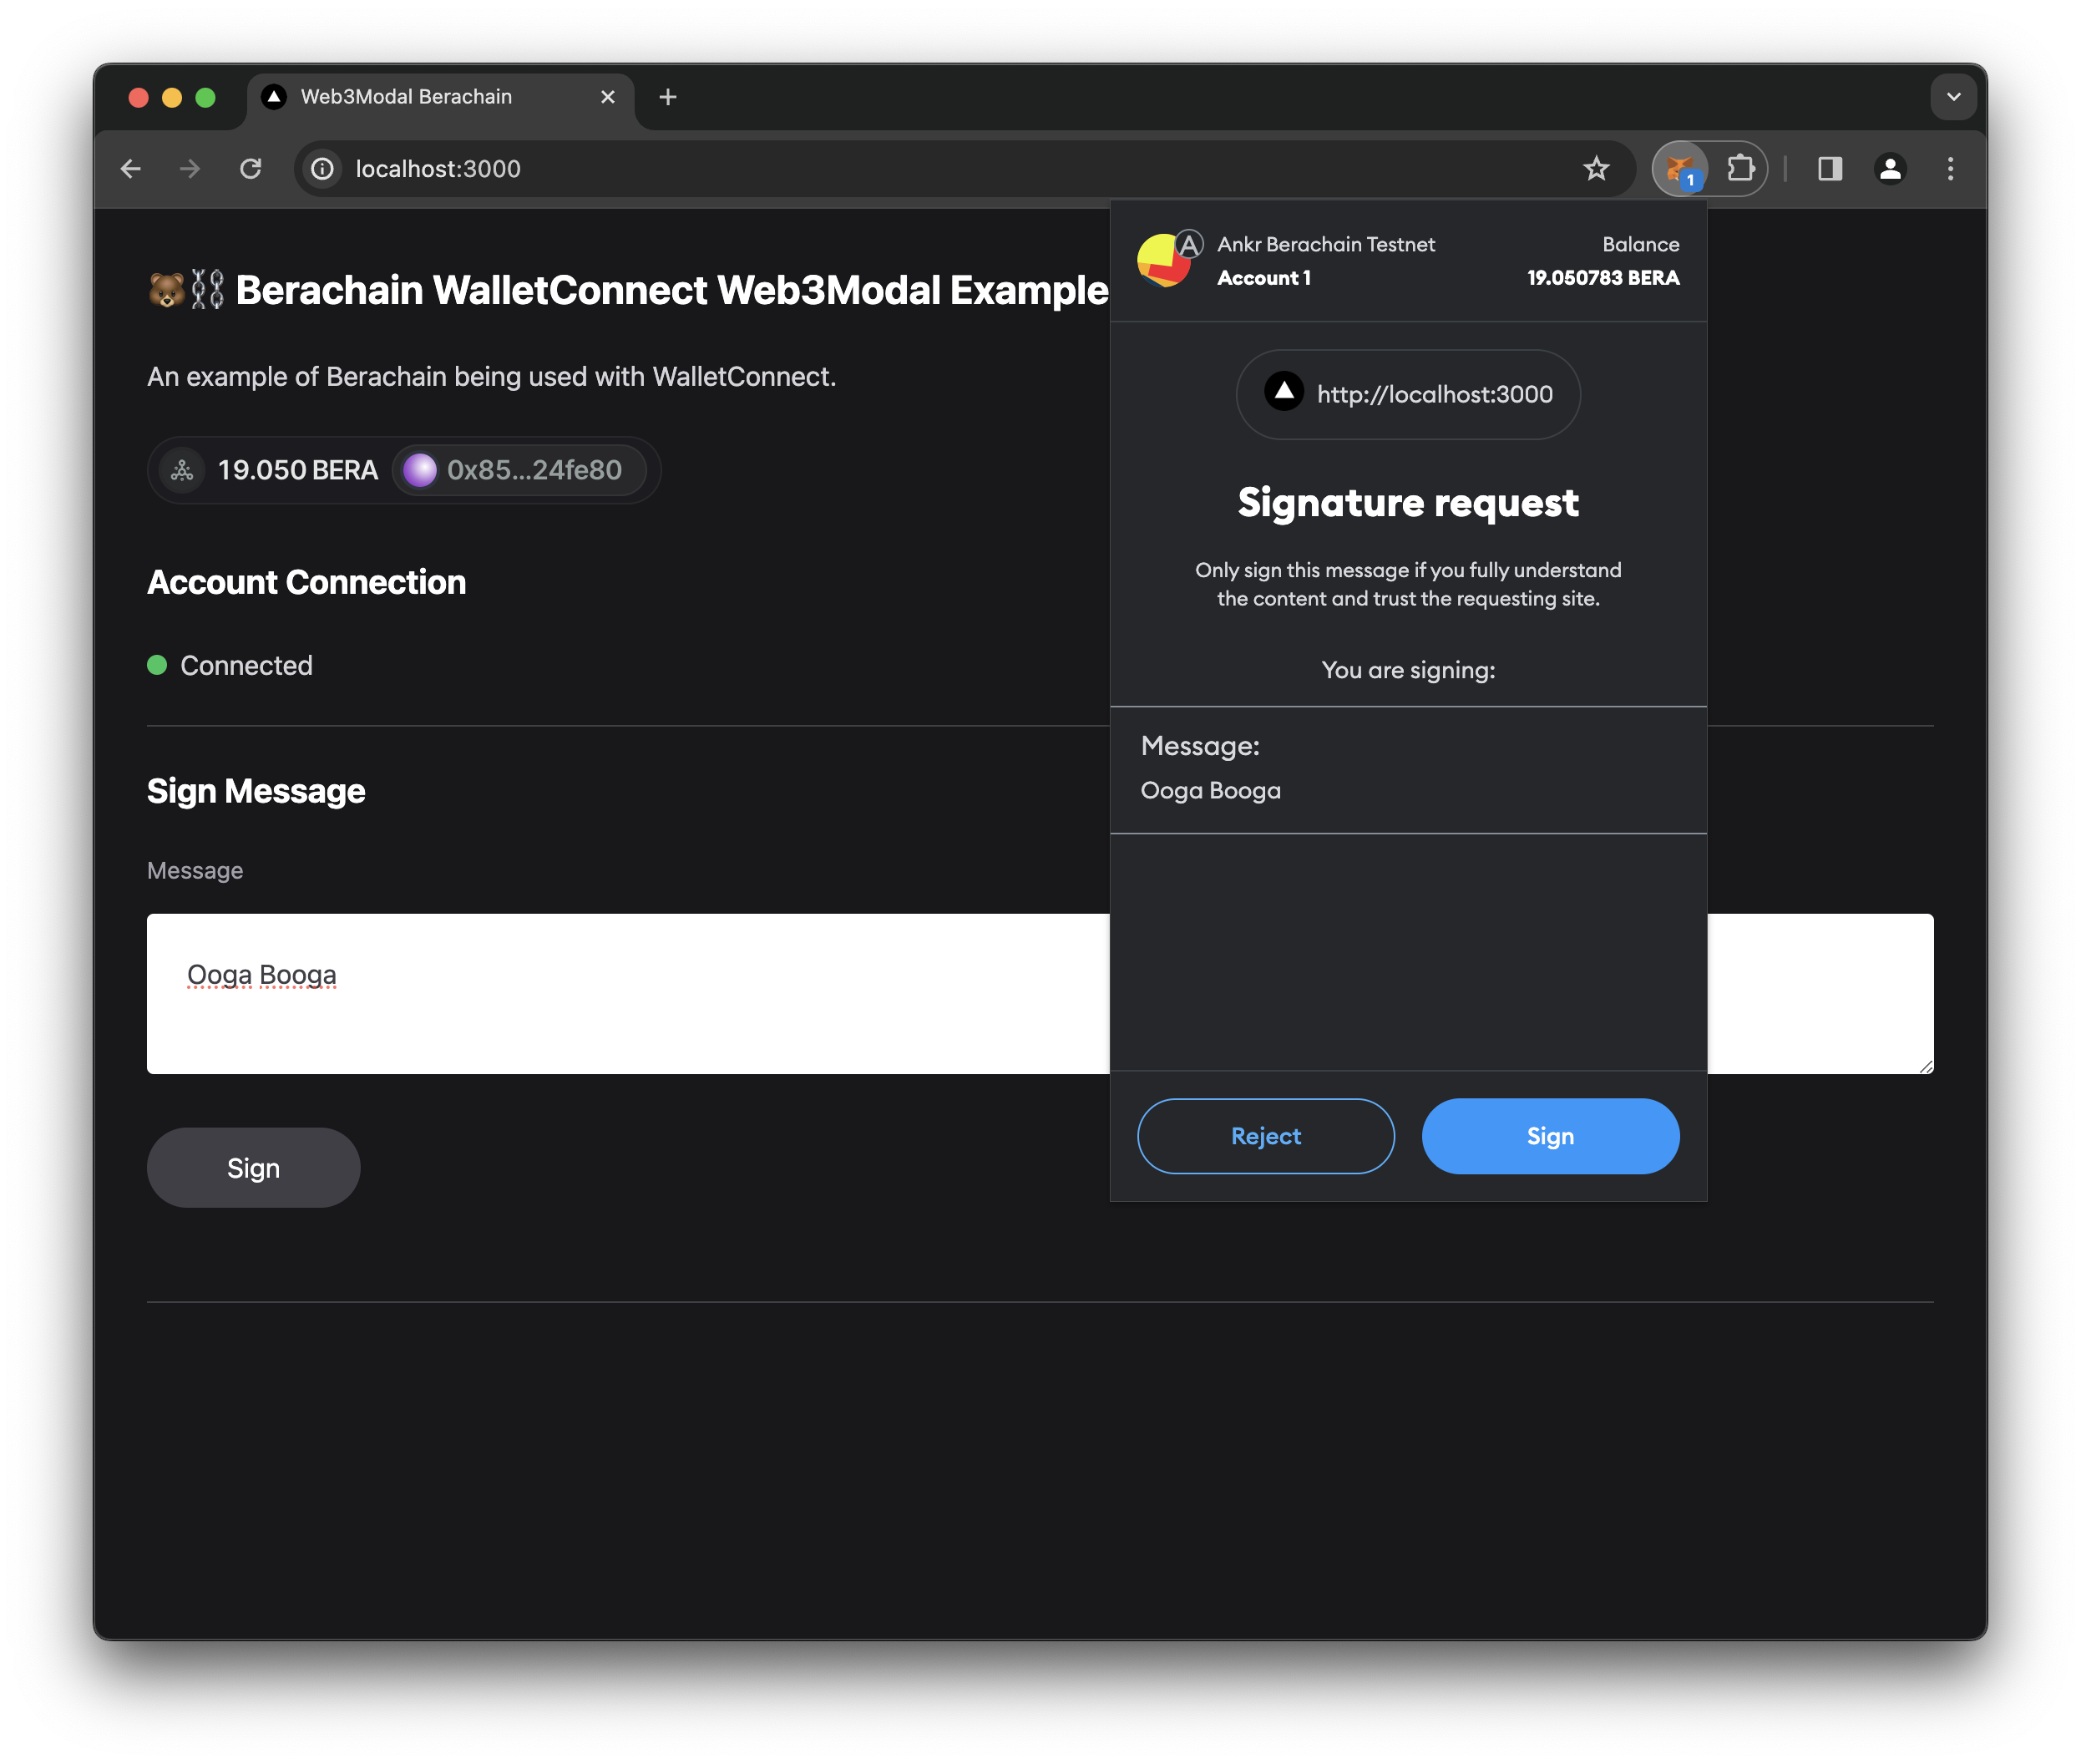 Web3Modal Berachain
localhost:3000
1
🐻⛓️ Berachain WalletConnect Web3Modal Example
An example of Berachain being used with WalletConnect.
19.050 BERA 0x85...24fe80
Account Connection
Connected
Sign Message
Message
Ooga Booga
Sign
A
Ankr Berachain Testnet
Balance
Account 1
19.050783 BERA
http://localhost:3000
Signature request
Only sign this message if you fully understand
the content and trust the requesting site.
You are signing:
Message:
Ooga Booga
Reject
Sign